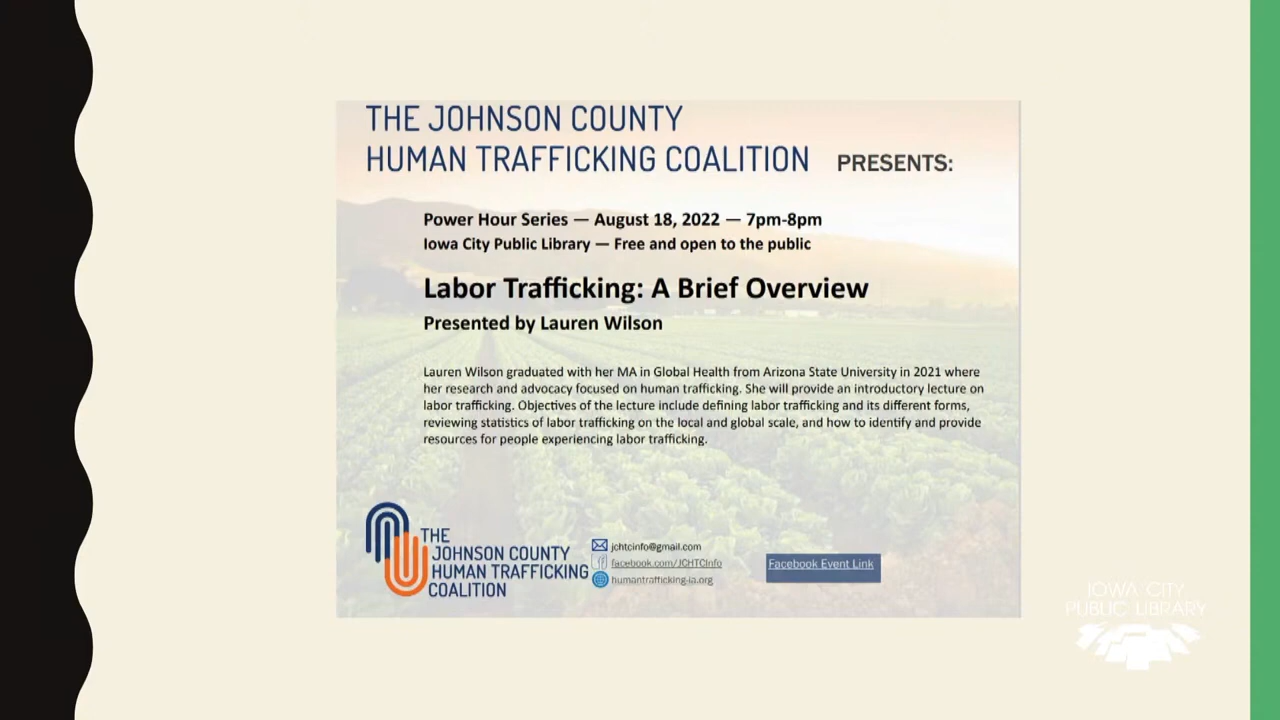 THE JOHNSON COUNTY
HUMAN TRAFFICKING COALITION PRESENTS:
Power Hour Series — August 18, 2022 — 7pm-8pm
Iowa City Public Library — Free and open to the public
Labor Trafficking: A Brief Overview
Presented by Lauren Wilson
Lauren Wilson graduated with her MA in Global Health from Arizona State University in 2021 where
her research and advocacy focused on human trafficking. She will provide an introductory lecture on
labor trafficking. Objectives of the lecture include defining labor trafficking and its different forms,
reviewing statistics of labor trafficking on the local and global scale, and how to identify and provide
resources for people experiencing labor trafficking.
THE
JOHNSON COUNTY
HUMAN TRAFFICKING
COALITION
jchtcinfo@gmail.com
facebook.com/JCHTCInfo
humantrafficking-ia.org
Facebook Event Link
IOWA CITY
PUBLIC LIBRARY